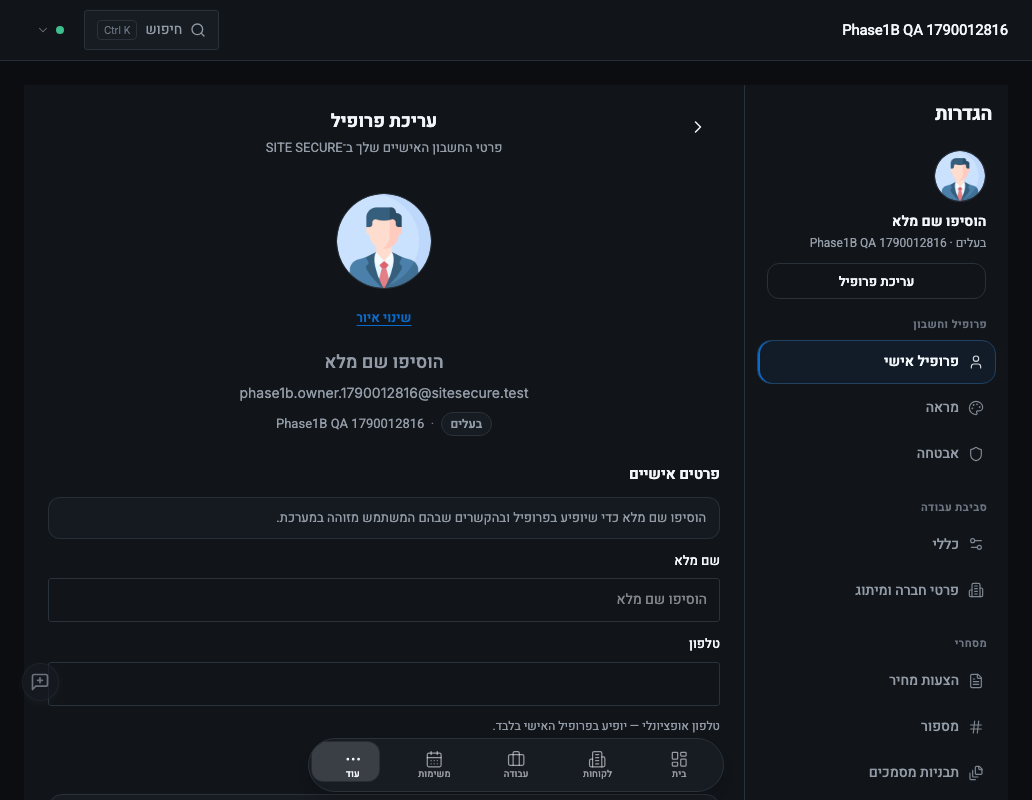 Phase1B QA 1790012816
חיפוש Ctrl K
הגדרות
הוסיפו שם מלא
בעלים · Phase1B QA 1790012816
עריכת פרופיל
פרופיל וחשבון
פרופיל אישי
מראה
אבטחה
סביבת עבודה
כללי
פרטי חברה ומיתוג
מסחרי
הצעות מחיר
מספור
תבניות מסמכים
עריכת פרופיל
פרטי החשבון האישיים שלך ב־SITE SECURE
שינוי איור
הוסיפו שם מלא
phase1b.owner.1790012816@sitesecure.test
בעלים · Phase1B QA 1790012816
פרטים אישיים
הוסיפו שם מלא כדי שיופיע בפרופיל ובהקשרים שבהם המשתמש מזוהה במערכת.
שם מלא
הוסיפו שם מלא
טלפון
טלפון אופציונלי — יופיע בפרופיל האישי בלבד.
בית
לקוחות
עבודה
משימות
עוד